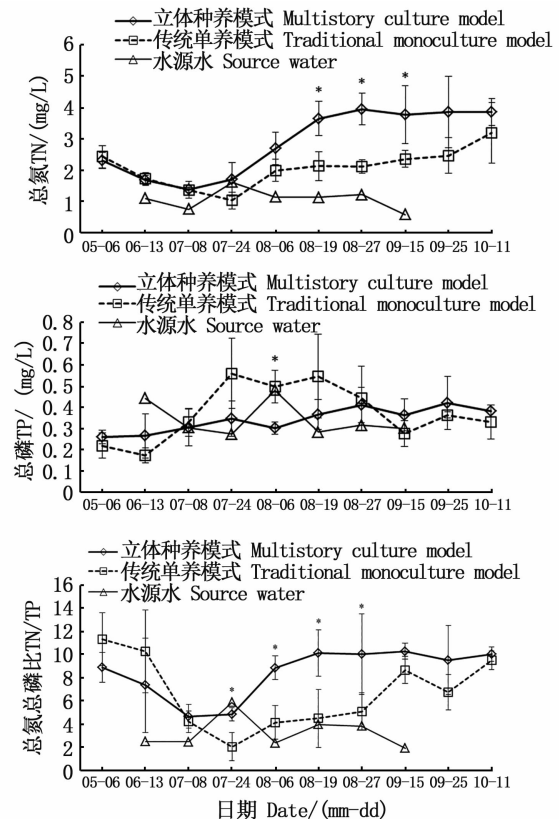 立体种养模式 Multistory culture model
传统单养模式 Traditional monoculture model
水源水 Source water
总氮TN/(mg/L)
6
5
4
3
2
1
0
* * *
05-06 06-13 07-08 07-24 08-06 08-19 08-27 09-15 09-25 10-11
立体种养模式 Multistory culture model
传统单养模式 Traditional monoculture model
水源水 Source water
总磷TP/ (mg/L)
0.8
0.7
0.6
0.5
0.4
0.3
0.2
0.1
0
*
05-06 06-13 07-08 07-24 08-06 08-19 08-27 09-15 09-25 10-11
立体种养模式 Multistory culture model
传统单养模式 Traditional monoculture model
水源水 Source water
总氮总磷比TN/TP
16
14
12
10
8
6
4
2
0
* * * *
05-06 06-13 07-08 07-24 08-06 08-19 08-27 09-15 09-25 10-11
日期 Date/(mm-dd)